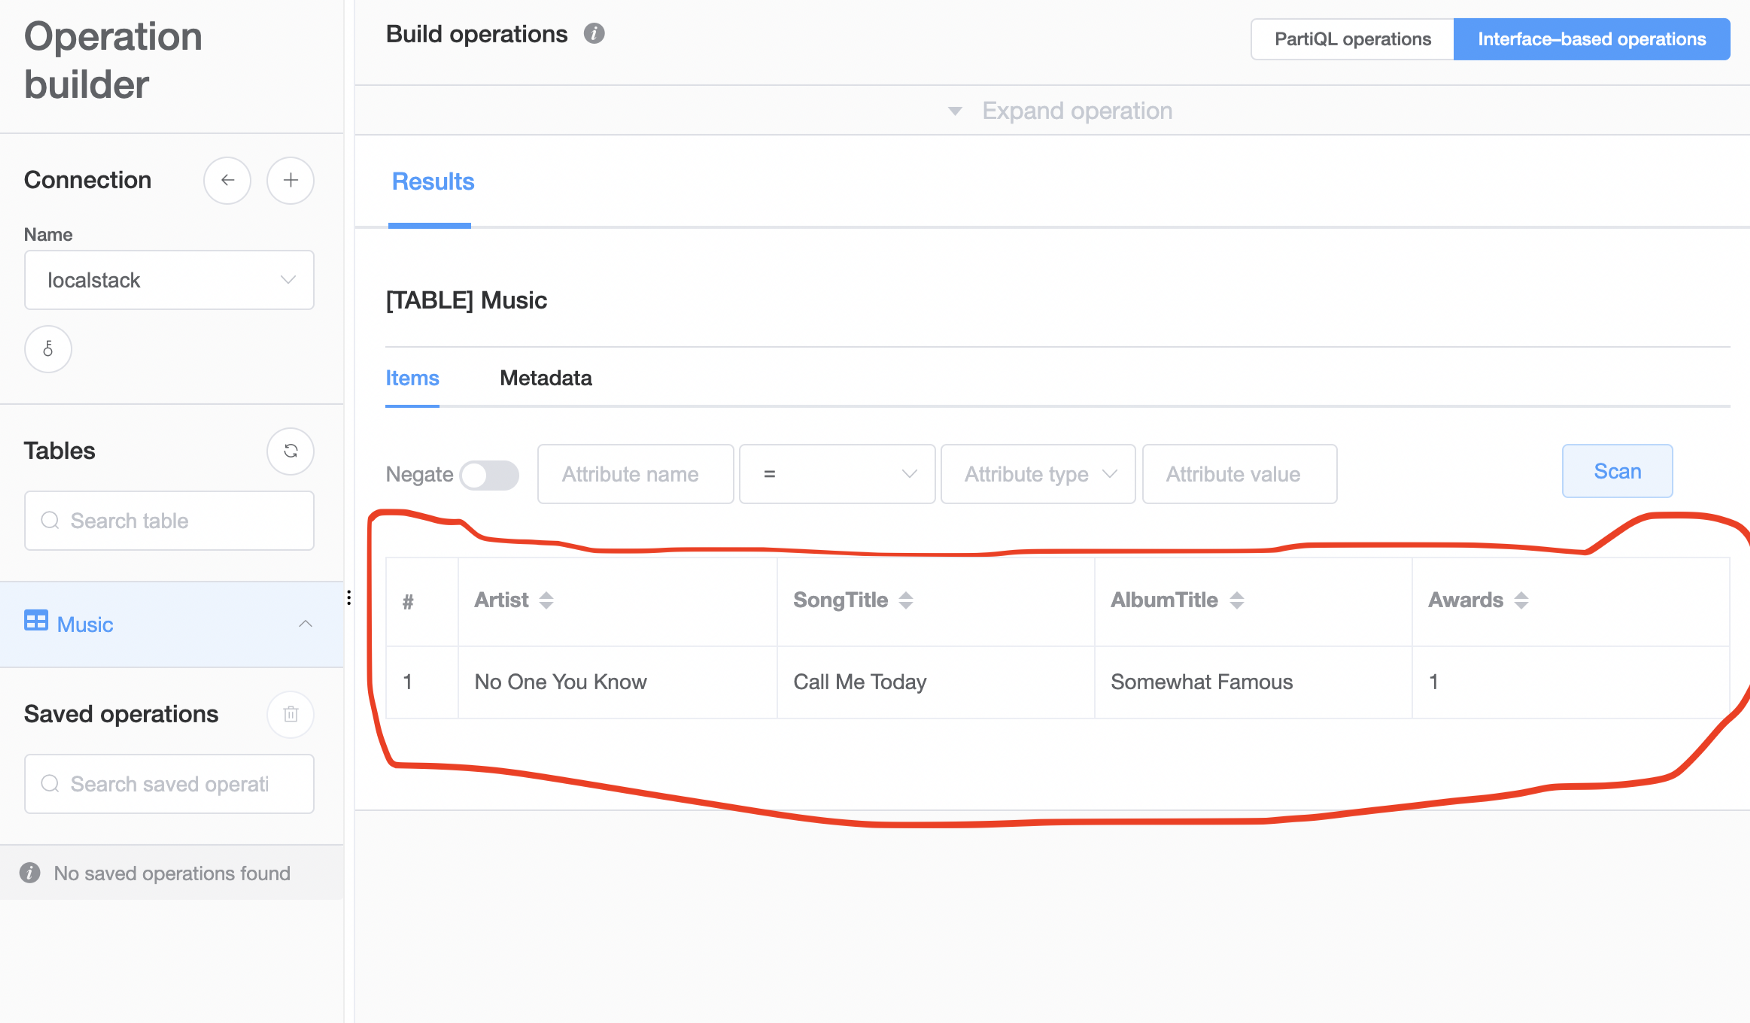 Operation
builder
Connection
Name
localstack
Tables
Search table
Music
Saved operations
Search saved operati
No saved operations found
Build operations
PartiQL operations
Interface-based operations
Expand operation
Results
[TABLE] Music
Items Metadata
Negate Attribute name = Attribute type Attribute value Scan
# Artist SongTitle AlbumTitle Awards
1 No One You Know Call Me Today Somewhat Famous 1